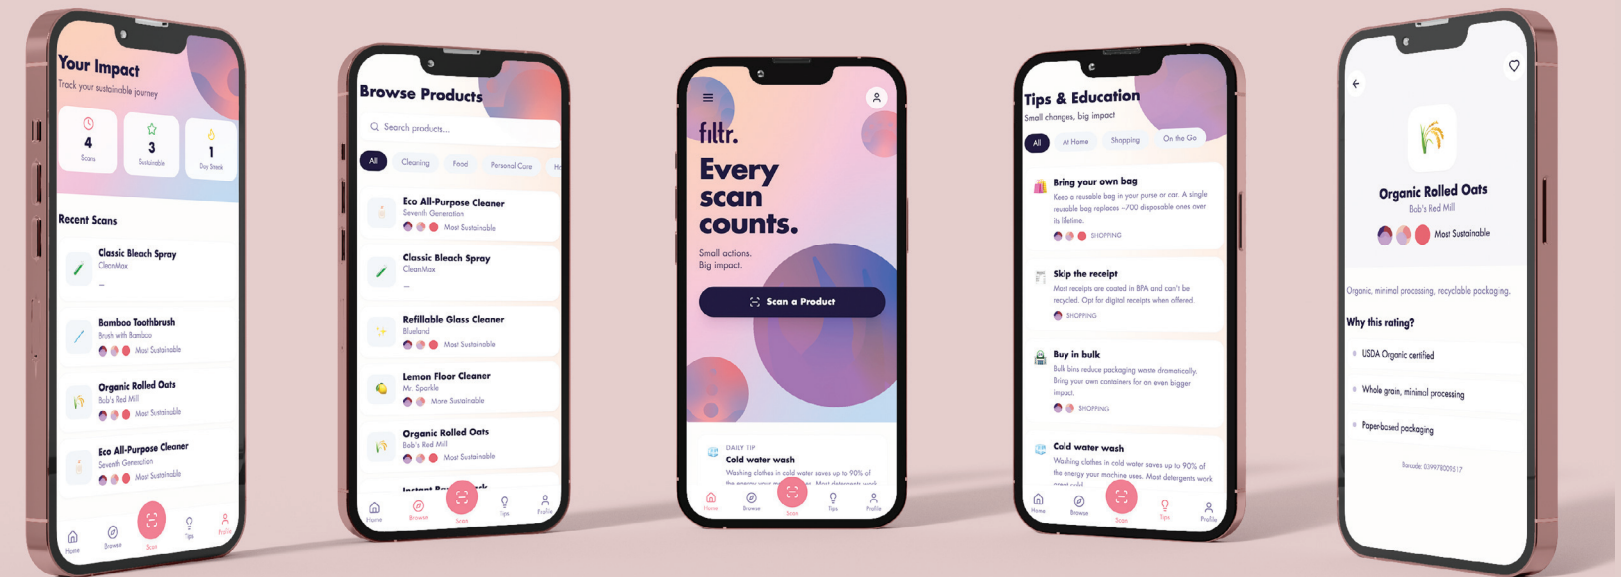 Your Impact
Track your sustainable journey
4
Scans
3
Sustainable
1
Day Streak
Recent Scans
Classic Bleach Spray
CleanMax
—
Bamboo Toothbrush
Brush with Bamboo
Most Sustainable
Organic Rolled Oats
Bob's Red Mill
Most Sustainable
Eco All-Purpose Cleaner
Seventh Generation
Most Sustainable
Home
Browse
Scan
Tips
Profile
Browse Products
Search products...
All
Cleaning
Food
Personal Care
Eco All-Purpose Cleaner
Seventh Generation
Most Sustainable
Classic Bleach Spray
CleanMax
—
Refillable Glass Cleaner
Blueland
Most Sustainable
Lemon Floor Cleaner
Mr. Sparkle
More Sustainable
Organic Rolled Oats
Bob's Red Mill
Most Sustainable
Home
Browse
Scan
Tips
Profile
filtr.
Every
scan
counts.
Small actions.
Big impact.
Scan a Product
DAILY TIP
Cold water wash
Washing clothes in cold water saves up to 90% of
the energy your Most detergents work
Home
Browse
Scan
Tips
Profile
Tips & Education
Small changes, big impact
All
At Home
Shopping
On the Go
Bring your own bag
Keep a reusable bag in your purse or car. A single
reusable bag replaces ~700 disposable ones over
its lifetime.
SHOPPING
Skip the receipt
Most receipts are coated in BPA and can't be
recycled. Opt for digital receipts when offered.
SHOPPING
Buy in bulk
Bulk bins reduce packaging waste dramatically.
Bring your own containers for an even bigger
impact.
SHOPPING
Cold water wash
Washing clothes in cold water saves up to 90% of
the energy your machine uses. Most detergents work
great cold.
Home
Browse
Scan
Tips
Profile
Organic Rolled Oats
Bob's Red Mill
Most Sustainable
Organic, minimal processing, recyclable packaging.
Why this rating?
USDA Organic certified
Whole grain, minimal processing
Paper-based packaging
Barcode: 039978009517